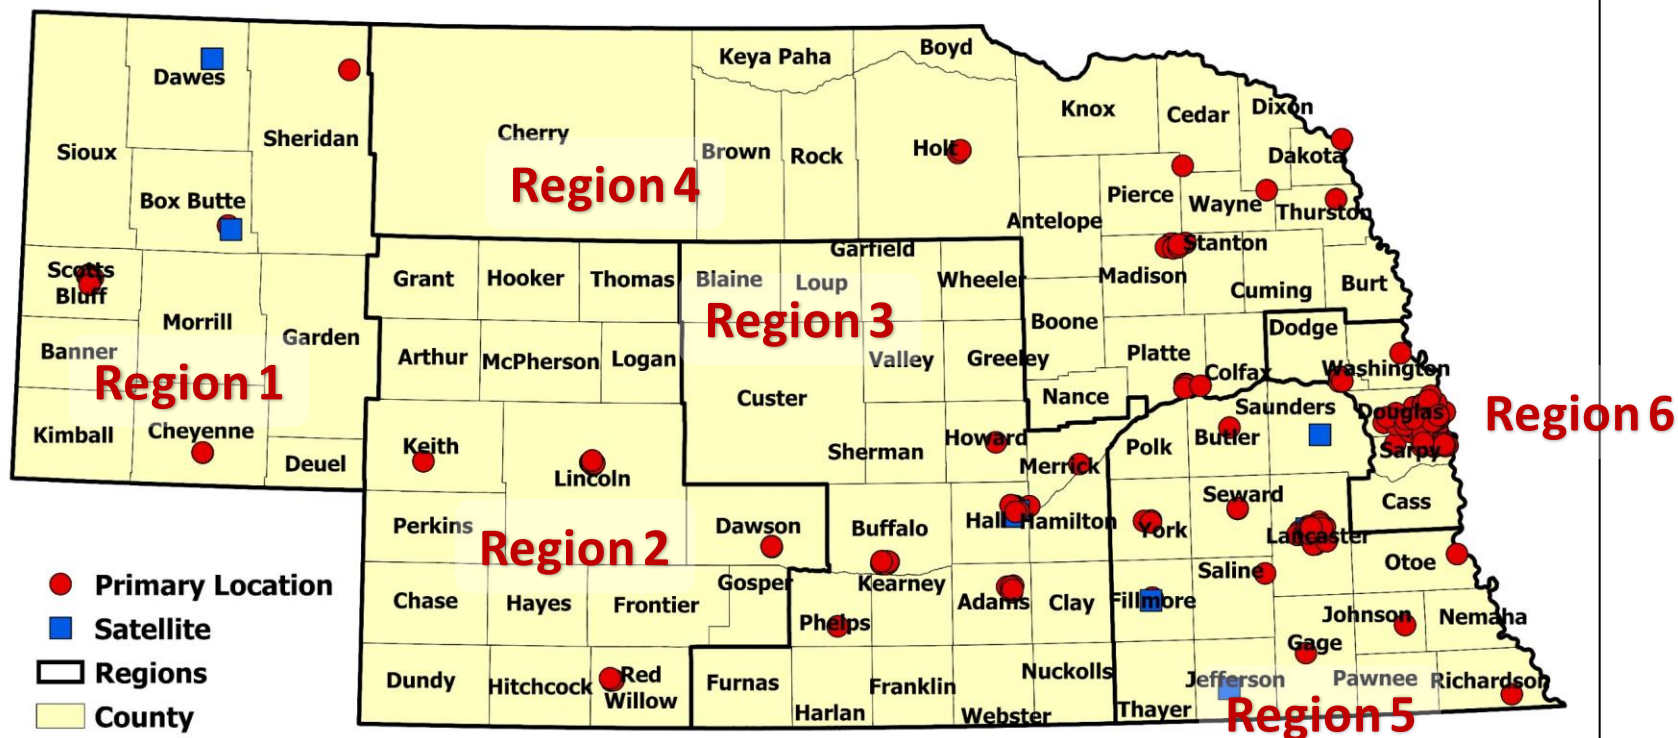 Dawes
Sioux
Sheridan
Box Butte
Scotts
Bluff
Morrill
Garden
Banner
Region 1
Kimball
Cheyenne
Deuel
Cherry
Keya Paha
Boyd
Brown
Rock
Holt
Region 4
Knox
Cedar
Dixon
Dakota
Pierce
Wayne
Thurston
Antelope
Stanton
Madison
Cuming
Burt
Boone
Platte
Colfax
Nance
Grant
Hooker
Thomas
Arthur
McPherson
Logan
Keith
Lincoln
Perkins
Region 2
Dawson
Chase
Hayes
Frontier
Gosper
Dundy
Hitchcock
Red
Willow
Garfield
Blaine
Loup
Wheeler
Region 3
Valley
Greeley
Custer
Sherman
Howard
Merrick
Buffalo
Hall
Hamilton
Kearney
Adams
Clay
Phelps
Furnas
Harlan
Franklin
Webster
Nuckolls
Dodge
Washington
Douglas
Sarpy
Cass
Region 6
Saunders
Butler
Polk
Seward
York
Lancaster
Otoe
Saline
Fillmore
Johnson
Nemaha
Gage
Jefferson
Pawnee
Richardson
Thayer
Region 5
Primary Location
Satellite
Regions
County